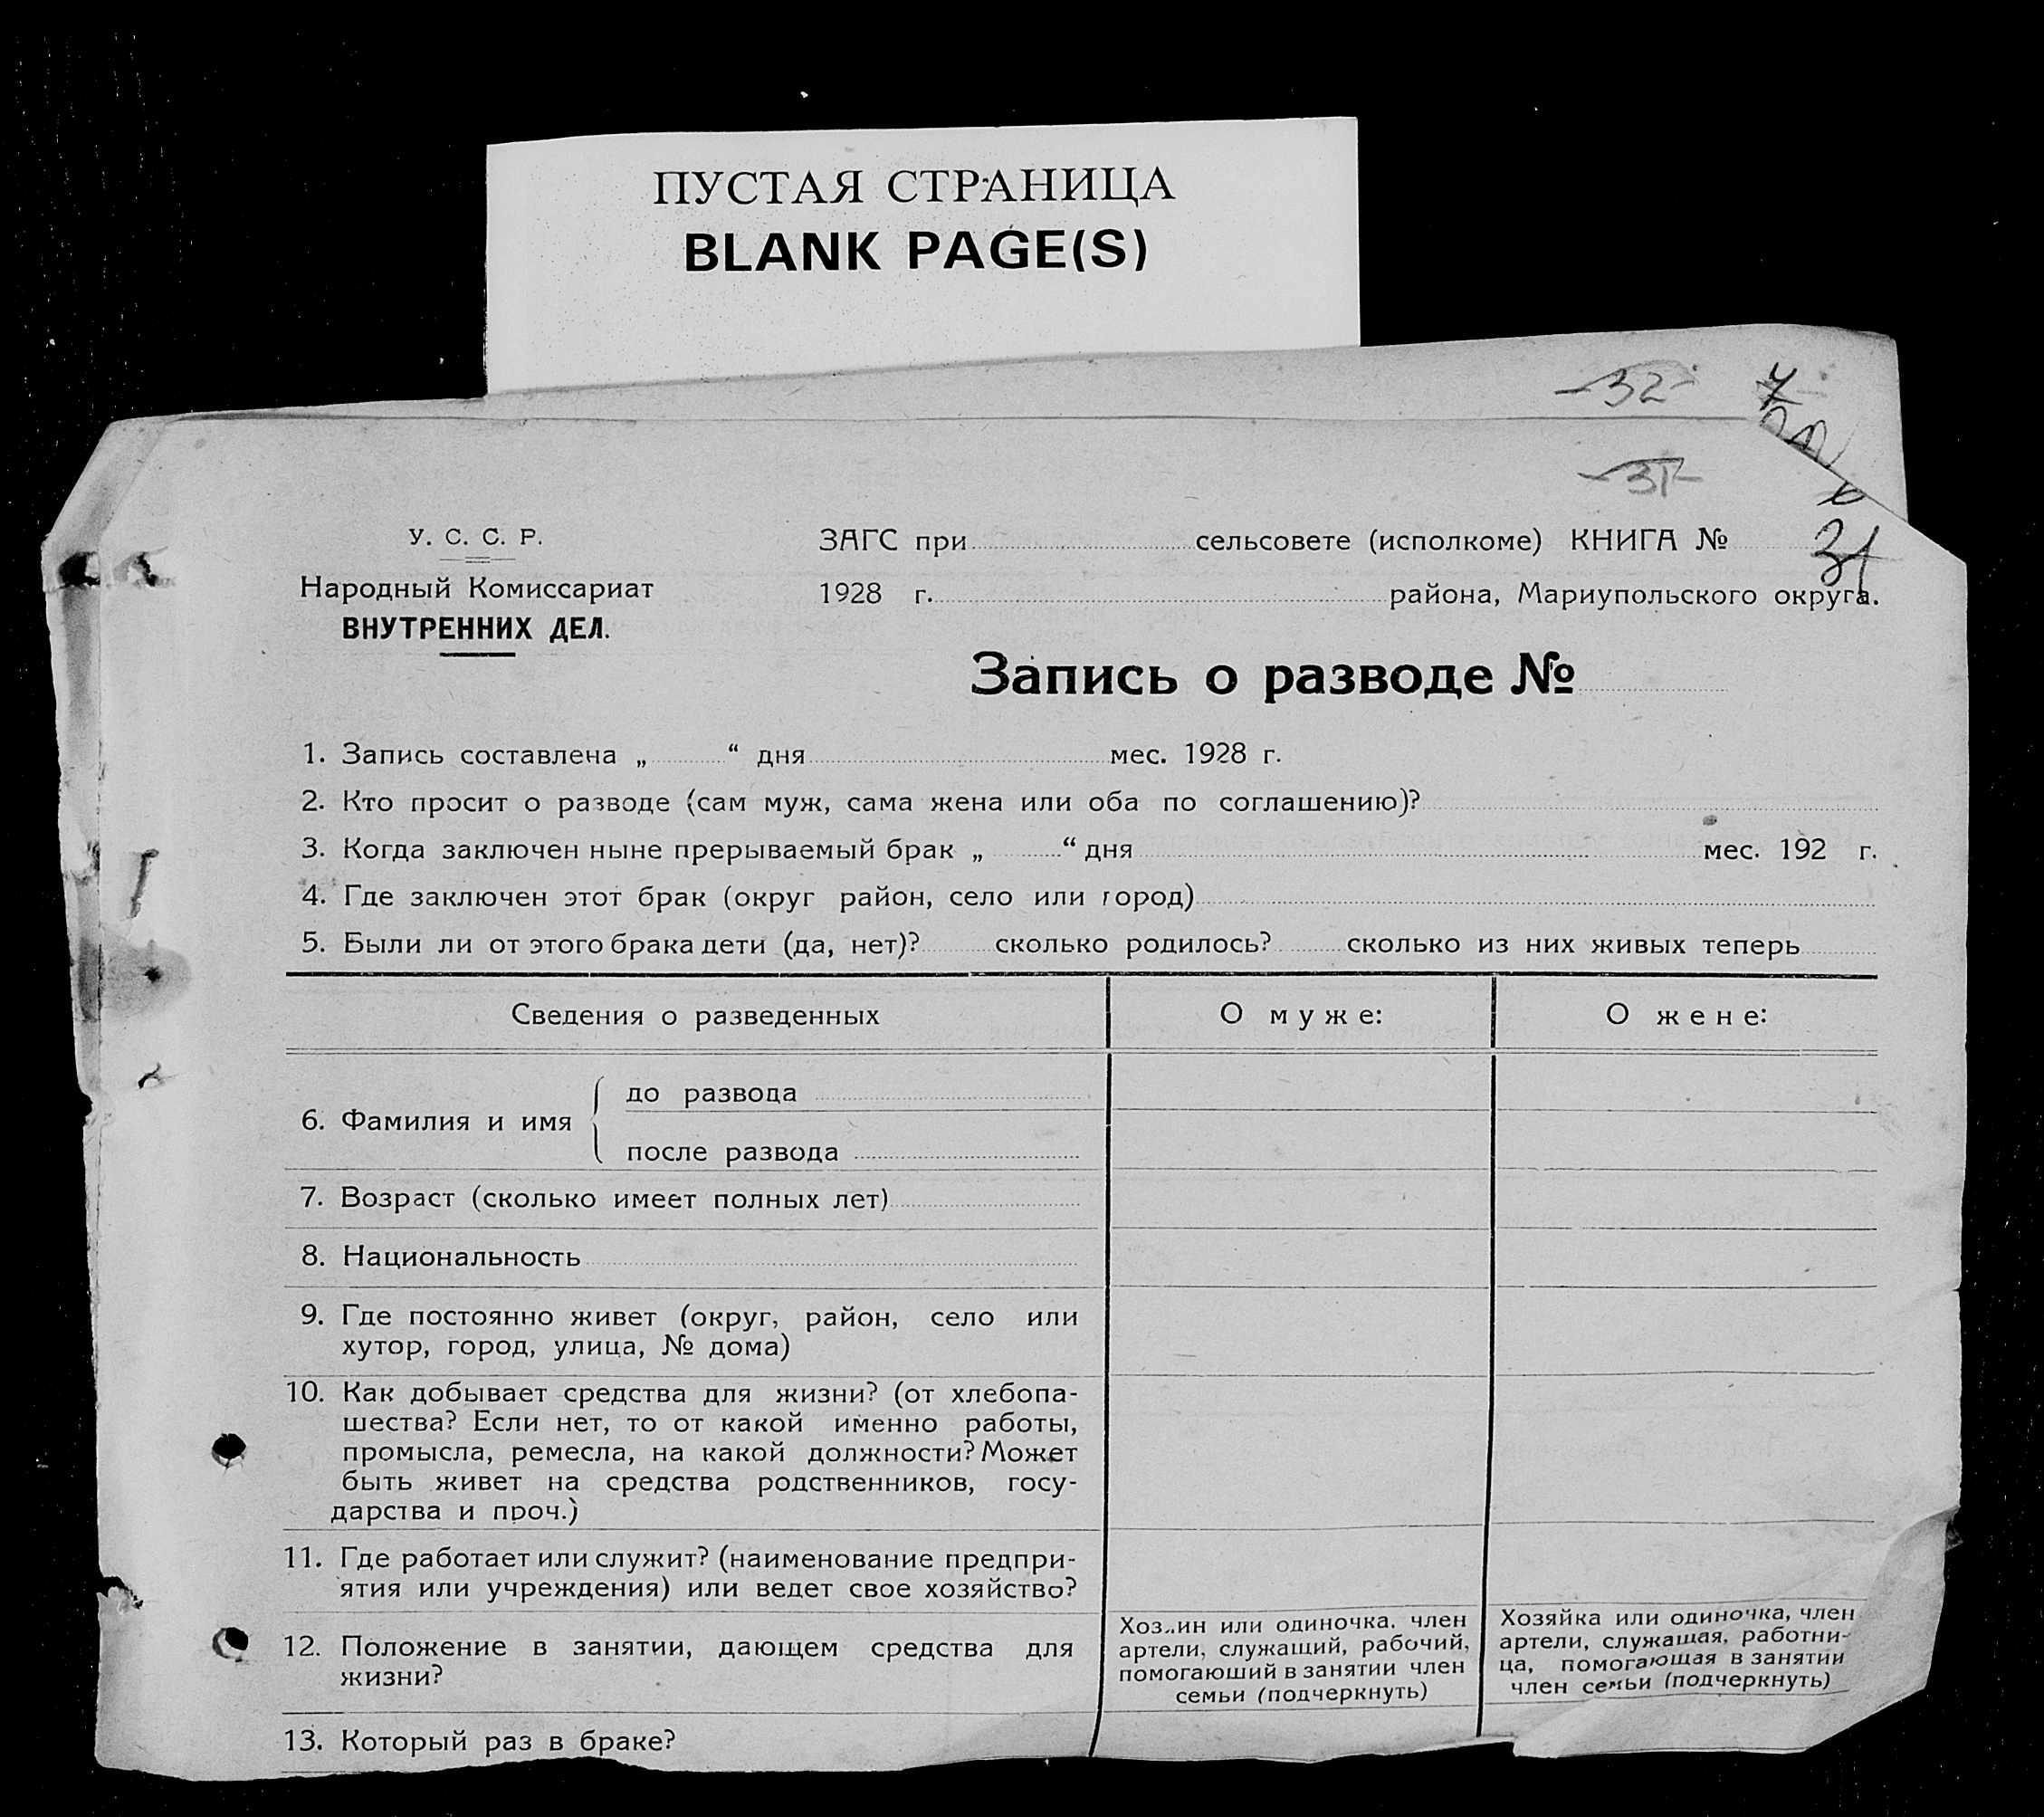 ПУСТАЯ СТРАНИЦА
BLANK PAGE(S)
-32-
-31-
31
У. С. С. Р.
Народный Комиссариат
ВНУТРЕННИХ ДЕЛ.
ЗАГС при сельсовете (исполкоме) КНИГА №
1928 г. района, Мариупольского округа.
Запись о разводе №
1. Запись составлена „ “ дня мес. 1928 г.
2. Кто просит о разводе (сам муж, сама жена или оба по соглашению)?
3. Когда заключен ныне прерываемый брак „ “ дня мес. 192 г.
4. Где заключен этот брак (округ район, село или город)
5. Были ли от этого брака дети (да, нет)? сколько родилось? сколько из них живых теперь
Сведения о разведенных О муже: О жене:
6. Фамилия и имя
до развода
после развода
7. Возраст (сколько имеет полных лет)
8. Национальность
9. Где постоянно живет (округ, район, село или
хутор, город, улица, № дома)
10. Как добывает средства для жизни? (от хлебопа-
шества? Если нет, то от какой именно работы,
промысла, ремесла, на какой должности? Может
быть живет на средства родственников, госу-
дарства и проч.)
11. Где работает или служит? (наименование предпри-
ятия или учреждения) или ведет свое хозяйство?
12. Положение в занятии, дающем средства для
жизни?
Хозяин или одиночка, член
артели, служащий, рабочий,
помогающий в занятии член
семьи (подчеркнуть)
Хозяйка или одиночка, член
артели, служащая, работни-
ца, помогающая в занятии
член семьи (подчеркнуть)
13. Который раз в браке?